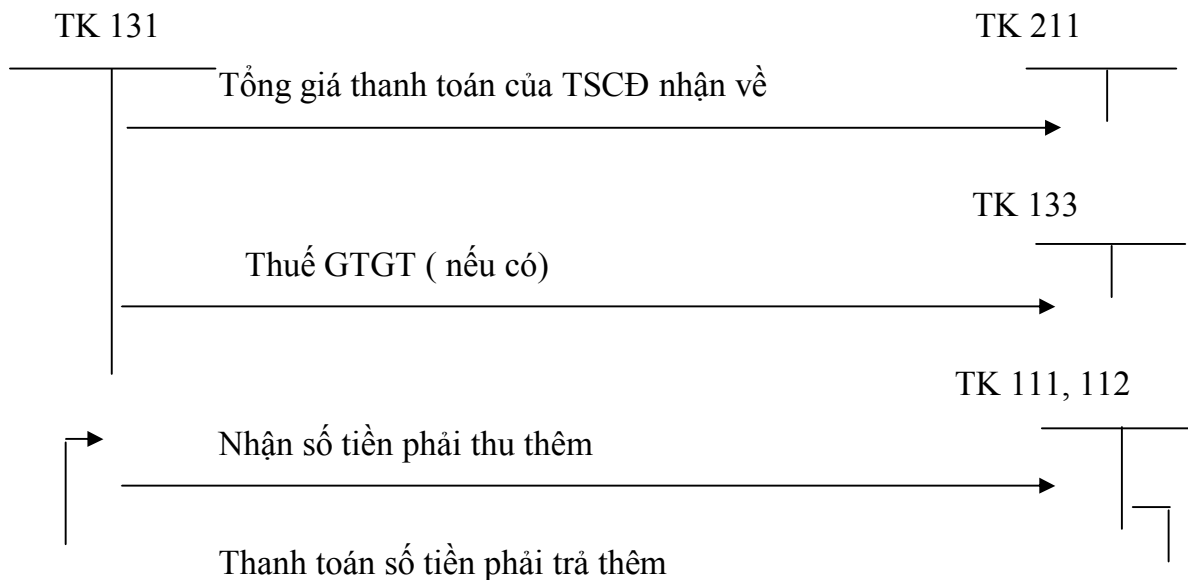 TK 131
TK 211
Tổng giá thanh toán của TSCĐ nhận về
TK 133
Thuế GTGT ( nếu có)
TK 111, 112
Nhận số tiền phải thu thêm
Thanh toán số tiền phải trả thêm